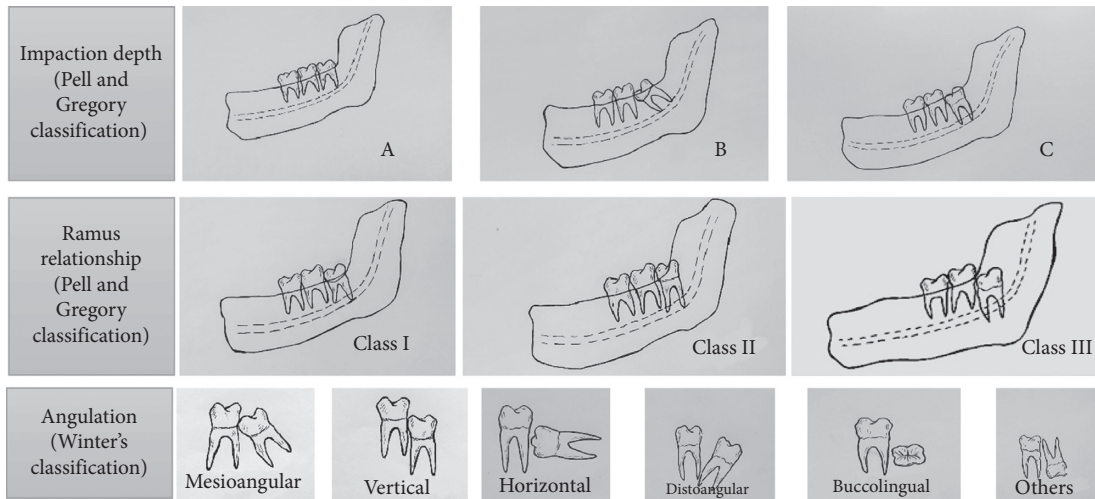 Impaction depth
(Pell and
Gregory
classification)
A
B
C
Ramus
relationship
(Pell and
Gregory
classification)
Class I
Class II
Class III
Angulation
(Winter's
classification)
Mesioangular
Vertical
Horizontal
Distoangular
Buccolingual
Others